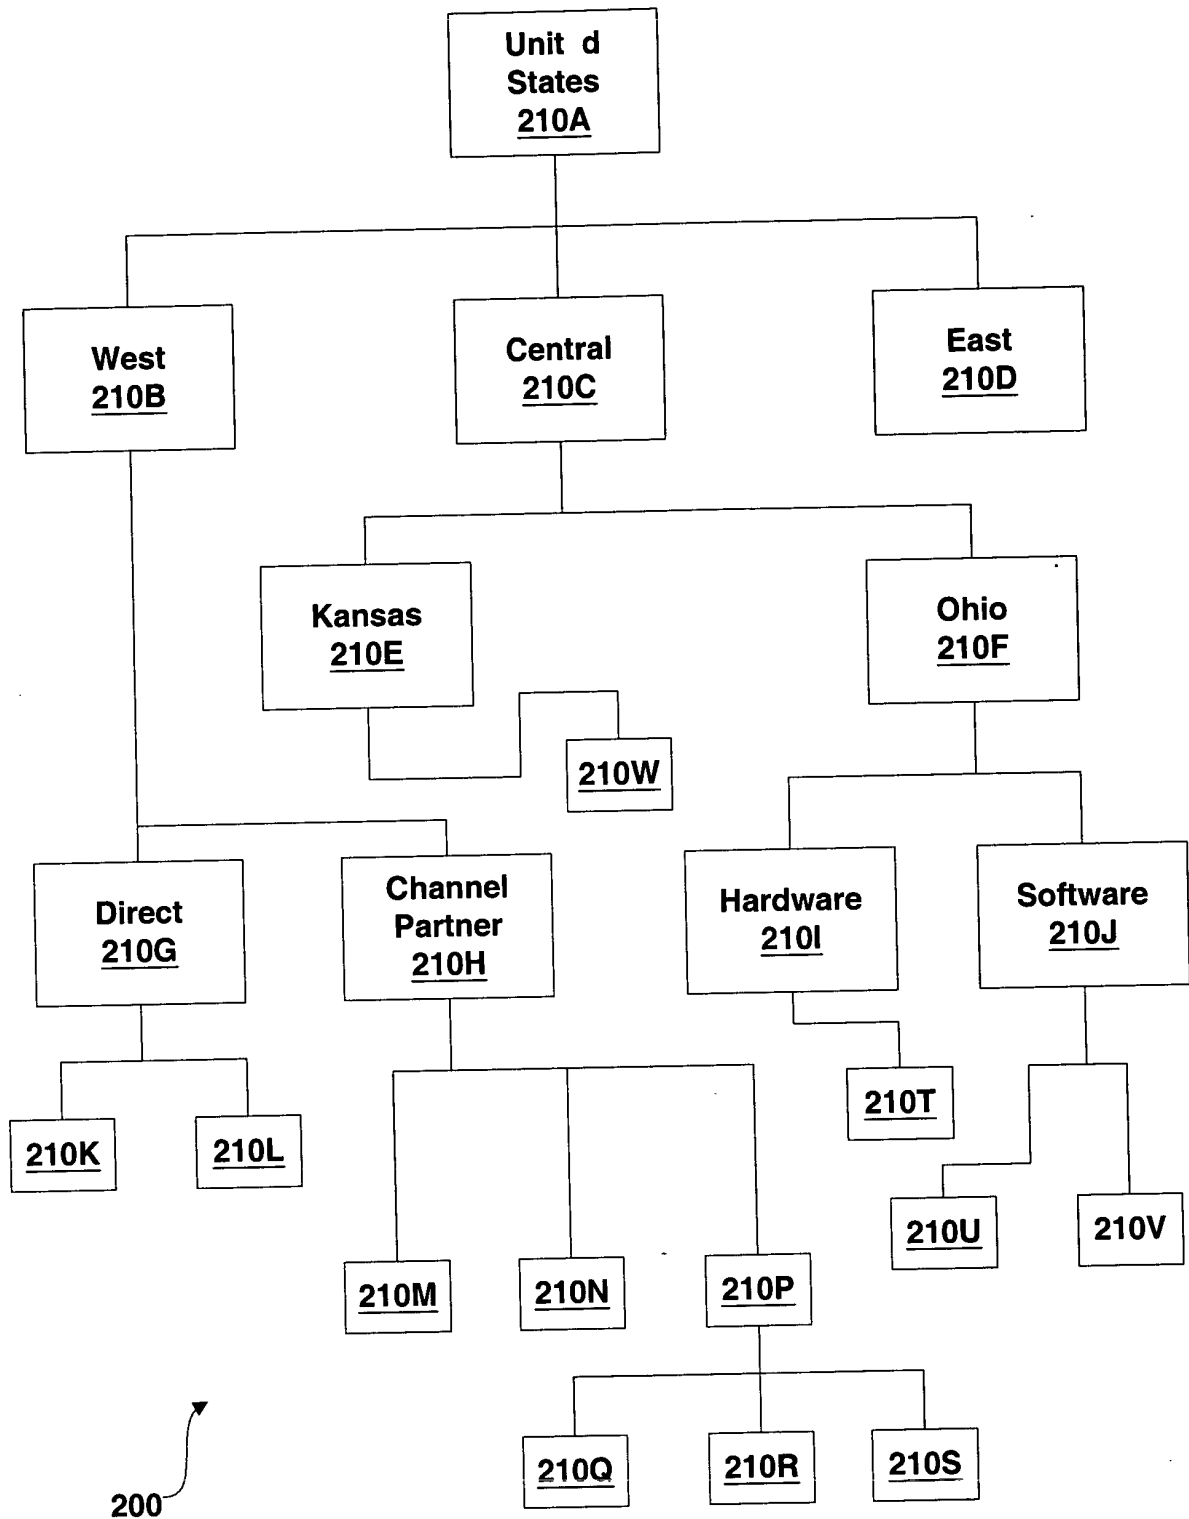 Unit d
States
210A
West
210B
Central
210C
East
210D
Kansas
210E
Ohio
210F
210W
Direct
210G
Channel
Partner
210H
Hardware
210I
Software
210J
210K
210L
210T
210U
210V
210M
210N
210P
210Q
210R
210S
200